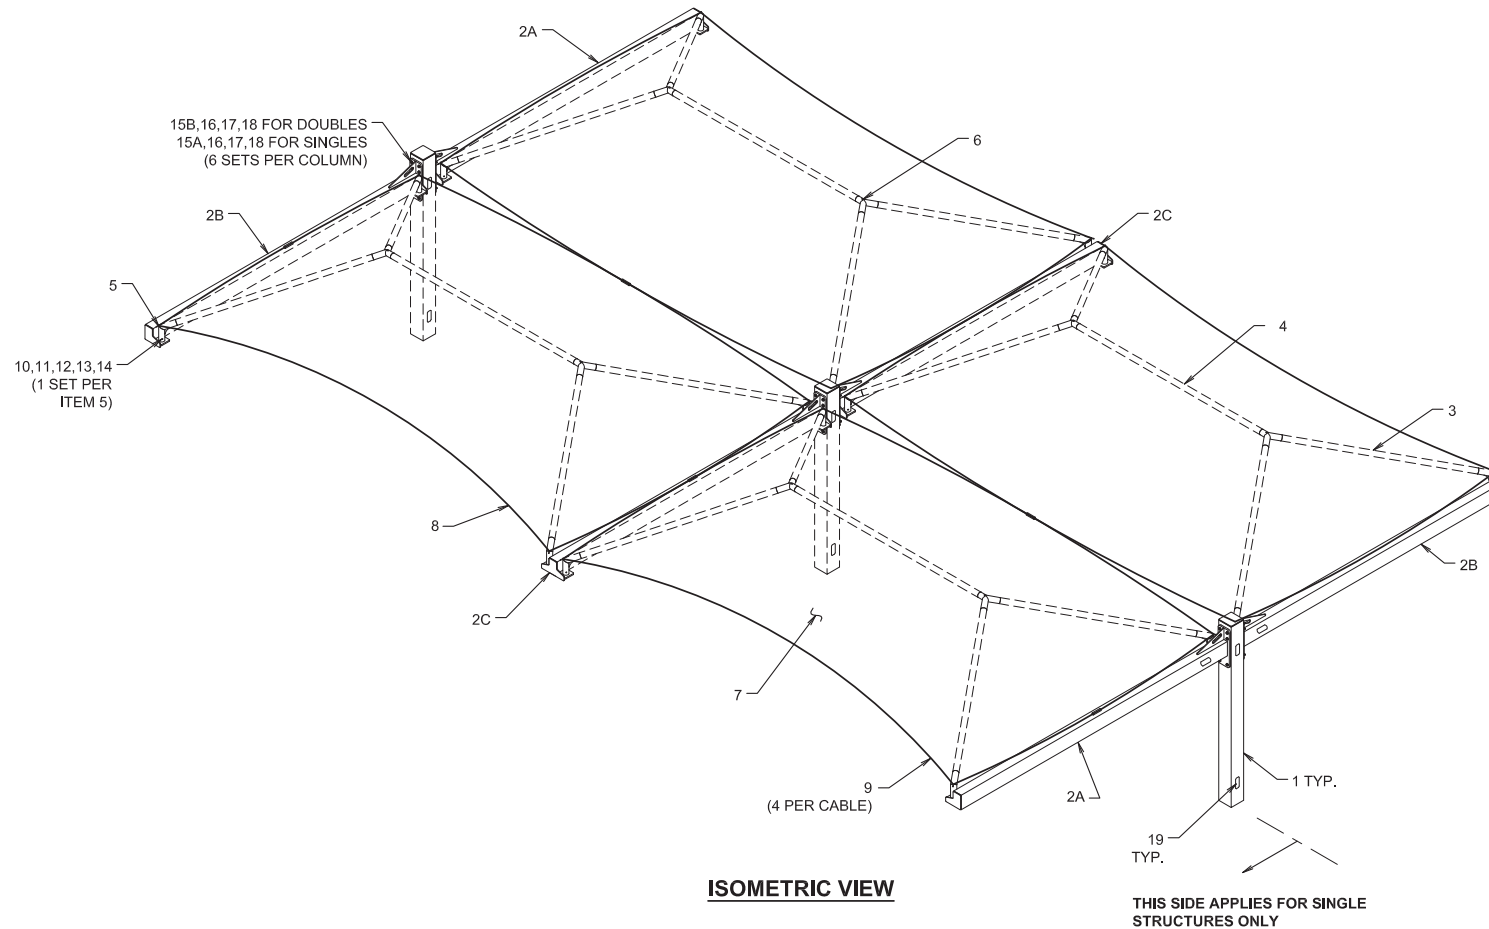 2A
15B,16,17,18 FOR DOUBLES
15A,16,17,18 FOR SINGLES
(6 SETS PER COLUMN)
6
2B
2C
5
4
10,11,12,13,14
(1 SET PER
ITEM 5)
3
8
2B
2C
7
9
(4 PER CABLE)
2A
1 TYP.
19
TYP.
ISOMETRIC VIEW
THIS SIDE APPLIES FOR SINGLE
STRUCTURES ONLY